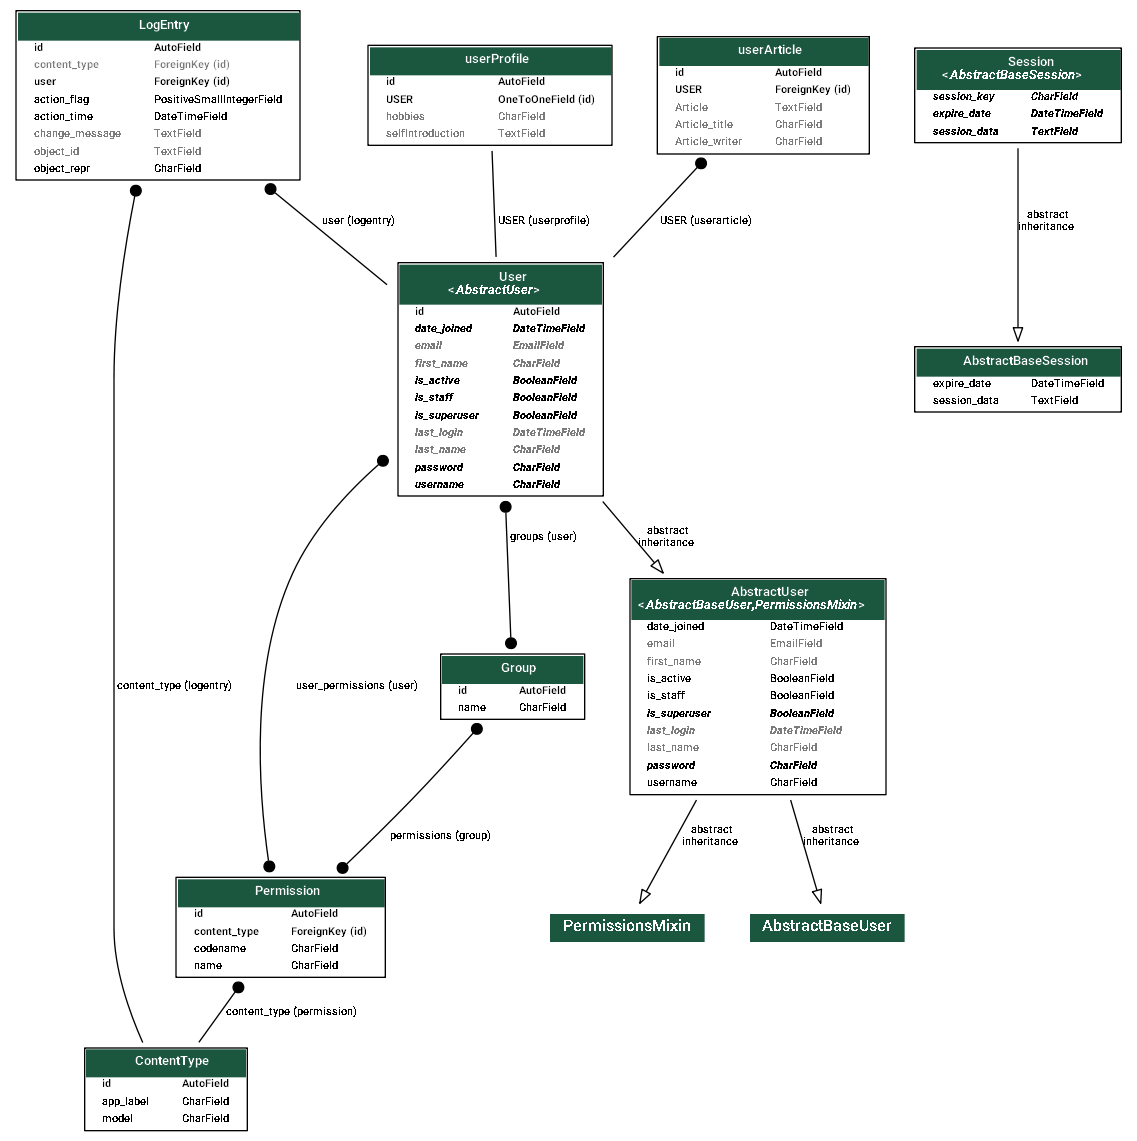 LogEntry
id AutoField
content_type ForeignKey (id)
user ForeignKey (id)
action_flag PositiveSmallIntegerField
action_time DateTimeField
change_message TextField
object_id TextField
object_repr CharField
userProfile
id AutoField
USER OneToOneField (id)
hobbies CharField
selfIntroduction TextField
userArticle
id AutoField
USER ForeignKey (id)
Article TextField
Article_title CharField
Article_writer CharField
Session
<AbstractBaseSession>
session_key CharField
expire_date DateTimeField
session_data TextField
user (logentry)
USER (userprofile)
USER (userarticle)
abstract
inheritance
User
<AbstractUser>
id AutoField
date_joined DateTimeField
email EmailField
first_name CharField
is_active BooleanField
is_staff BooleanField
is_superuser BooleanField
last_login DateTimeField
last_name CharField
password CharField
username CharField
AbstractBaseSession
expire_date DateTimeField
session_data TextField
groups (user)
abstract
inheritance
AbstractUser
<AbstractBaseUser,PermissionsMixin>
date_joined DateTimeField
email EmailField
first_name CharField
is_active BooleanField
is_staff BooleanField
is_superuser BooleanField
last_login DateTimeField
last_name CharField
password CharField
username CharField
content_type (logentry)
user_permissions (user)
Group
id AutoField
name CharField
permissions (group)
abstract
inheritance
abstract
inheritance
Permission
id AutoField
content_type ForeignKey (id)
codename CharField
name CharField
PermissionsMixin
AbstractBaseUser
content_type (permission)
ContentType
id AutoField
app_label CharField
model CharField